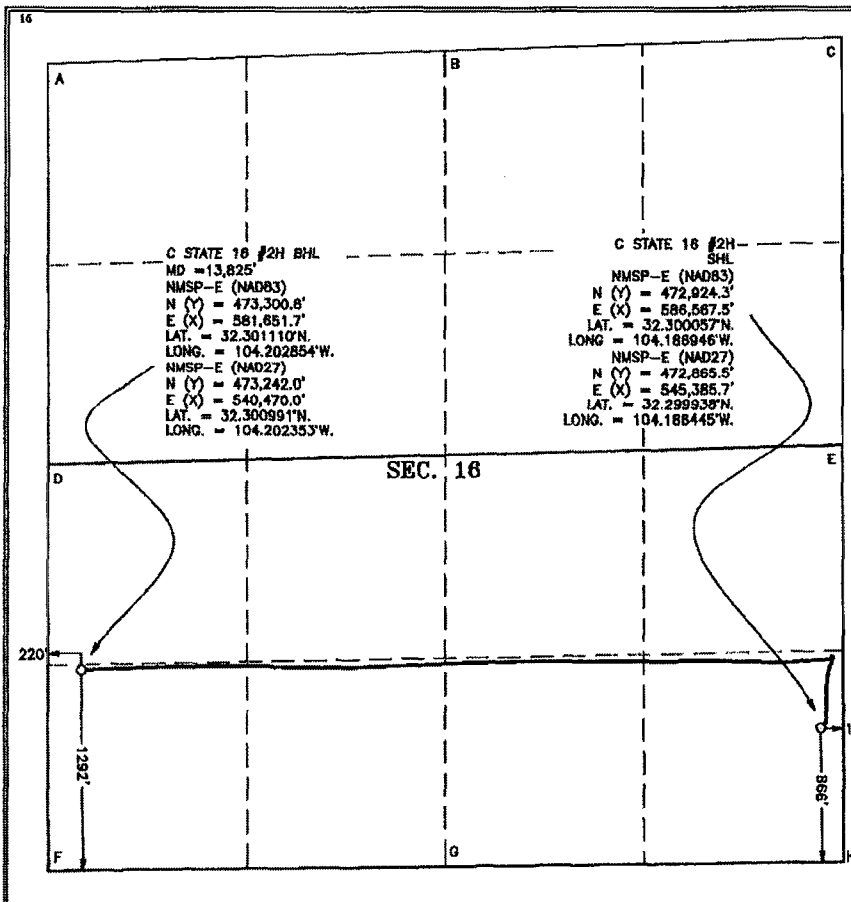 16
A
B
C
C STATE 16 #2H BHL
MD =13,825'
NMSP-E (NAD83)
N (Y) = 473,300.8'
E (X) = 581,651.7'
LAT. = 32.301110°N.
LONG. = 104.202854°W.
NMSP-E (NAD27)
N (Y) = 473,242.0'
E (X) = 540,470.0'
LAT. = 32.300991°N.
LONG. = 104.202353°W.
C STATE 16 #2H
SHL
NMSP-E (NAD83)
N (Y) = 472,924.3'
E (X) = 586,567.5'
LAT. = 32.300057°N.
LONG = 104.186946°W.
NMSP-E (NAD27)
N (Y) = 472,865.5'
E (X) = 545,385.7'
LAT. = 32.299938°N.
LONG. = 104.186445°W.
D
SEC. 16
E
220'
1292'
866'
F
G
H